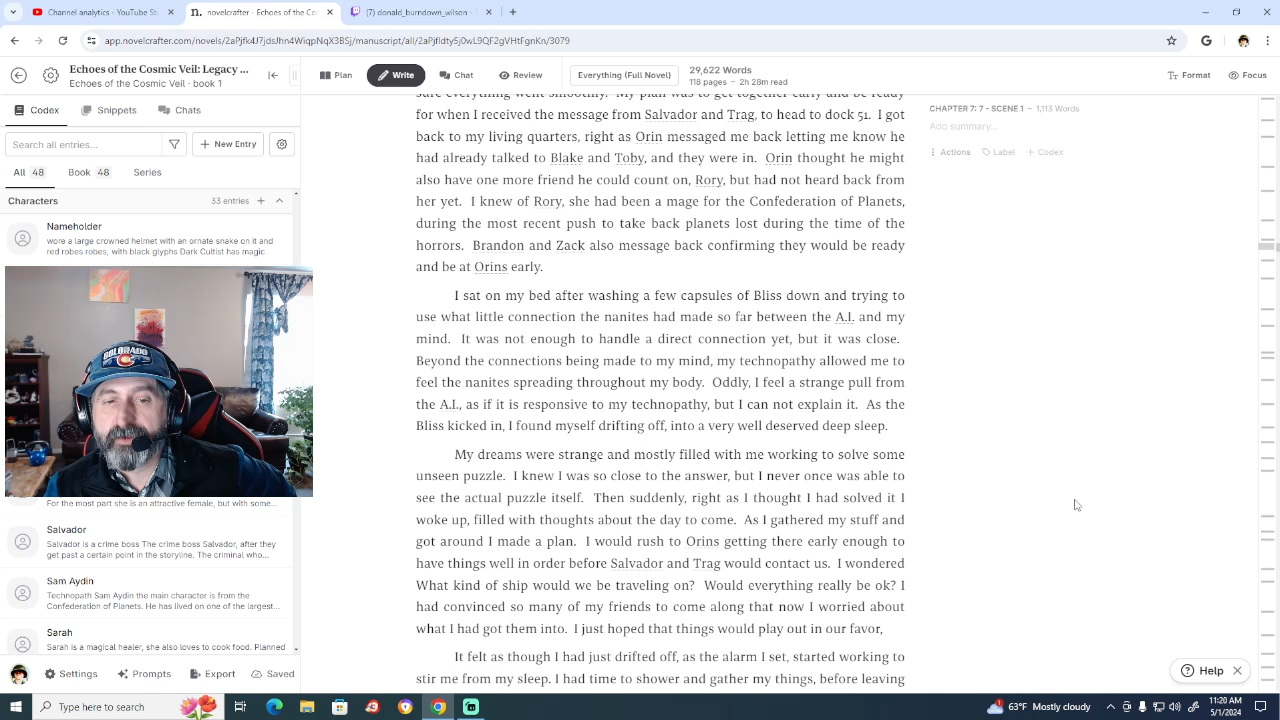 Chat | Echoes of the
novelcrafter - Echoes of the Co
(7) donald_bumblefuu - Twitch
app.novelcrafter.com/write/2aPjfk4J7jdsJhn4WiqPNqX3BSj/manuscript/all/2aPjfldy5j0wL9QF2gVHtFgnKn/3079
Echoes of the Cosmic Veil: Legacy ...
Echoes of the Cosmic Veil - book 1
Plan
Write
Chat
Review
Everything (Full Novel)
29,622 Words
118 pages – 2h 28m read
Format
Focus
Codex
Snippets
Chats
Search all entries...
+ New Entry
All 48
Book 48
Series
Characters
33 entries
Nameholder
wore a large crowned helmet with an ornate snake on it and
red robes robes, with black glyphs Dark Cultist has magic
COLORADO
For the most part she is an attractive female, but with some...
Salvador
Salvador is a crime boss The crime boss Salvador, after they
get past a certain point in the storyline. The criminal who...
Sam Aydin
Technopath Sam Aydin the main character is from the
Confederation of Planets. He has lived on one of the largest...
Sarah
Sarah is a magical healer, she also loves to cook food. Planned
Settings
Prompts
Export
Saved
sure everything went smoothly. My plan was to get together early and be ready
for when I received the message from Salvador and Trag, to head to dock 51. I got
back to my living quarters, right as Orin messaged me back letting me know he
had already talked to Blake and Toby, and they were in. Orin thought he might
also have one more friend he could count on, Rory, but had not heard back from
her yet. I knew of Rory, she had been a mage for the Confederation of Planets,
during the most recent push to take back planets lost during the time of the
horrors. Brandon and Zack also message back confirming they would be ready
and be at Orins early.
I sat on my bed after washing a few capsules of Bliss down and trying to
use what little connection the nanites had made so far between the A.I. and my
mind. It was not enough to handle a direct connection yet, but it was close.
Beyond the connections being made to my mind, my technopathy allowed me to
feel the nanites spreading throughout my body. Oddly, I feel a strange pull from
the A.I., as if it is responsive to my technopathy, but I can not explain it. As the
Bliss kicked in, I found myself drifting off, into a very well deserved deep sleep.
My dreams were strange and mostly filled with me working to solve some
unseen puzzle. I know I was so close to the answer, but I never once was able to
see the actual puzzle itself. Then suddenly, right as I thought I had solved it I
woke up, filled with thoughts about the day to come. As I gathered my stuff and
got around I made a plan. I would rush to Orins getting there early enough to
have things well in order before Salvador and Trag would contact us. I wondered
What kind of ship would we be traveling on? Would everything rally be ok? I
had convinced so many of my friends to come along that now I worried about
what I had got them into. I just hoped that things would play out in our favor,
It felt as though I had just drifted off, as the alarm I set, started working to
stir me from my sleep. I had time to shower and gather my things, before leaving
CHAPTER 7: 7 - SCENE 1 – 1,113 Words
Add summary...
Actions
Label
+ Codex
Help
Type here to search
63°F Mostly cloudy
11:20 AM
5/1/2024